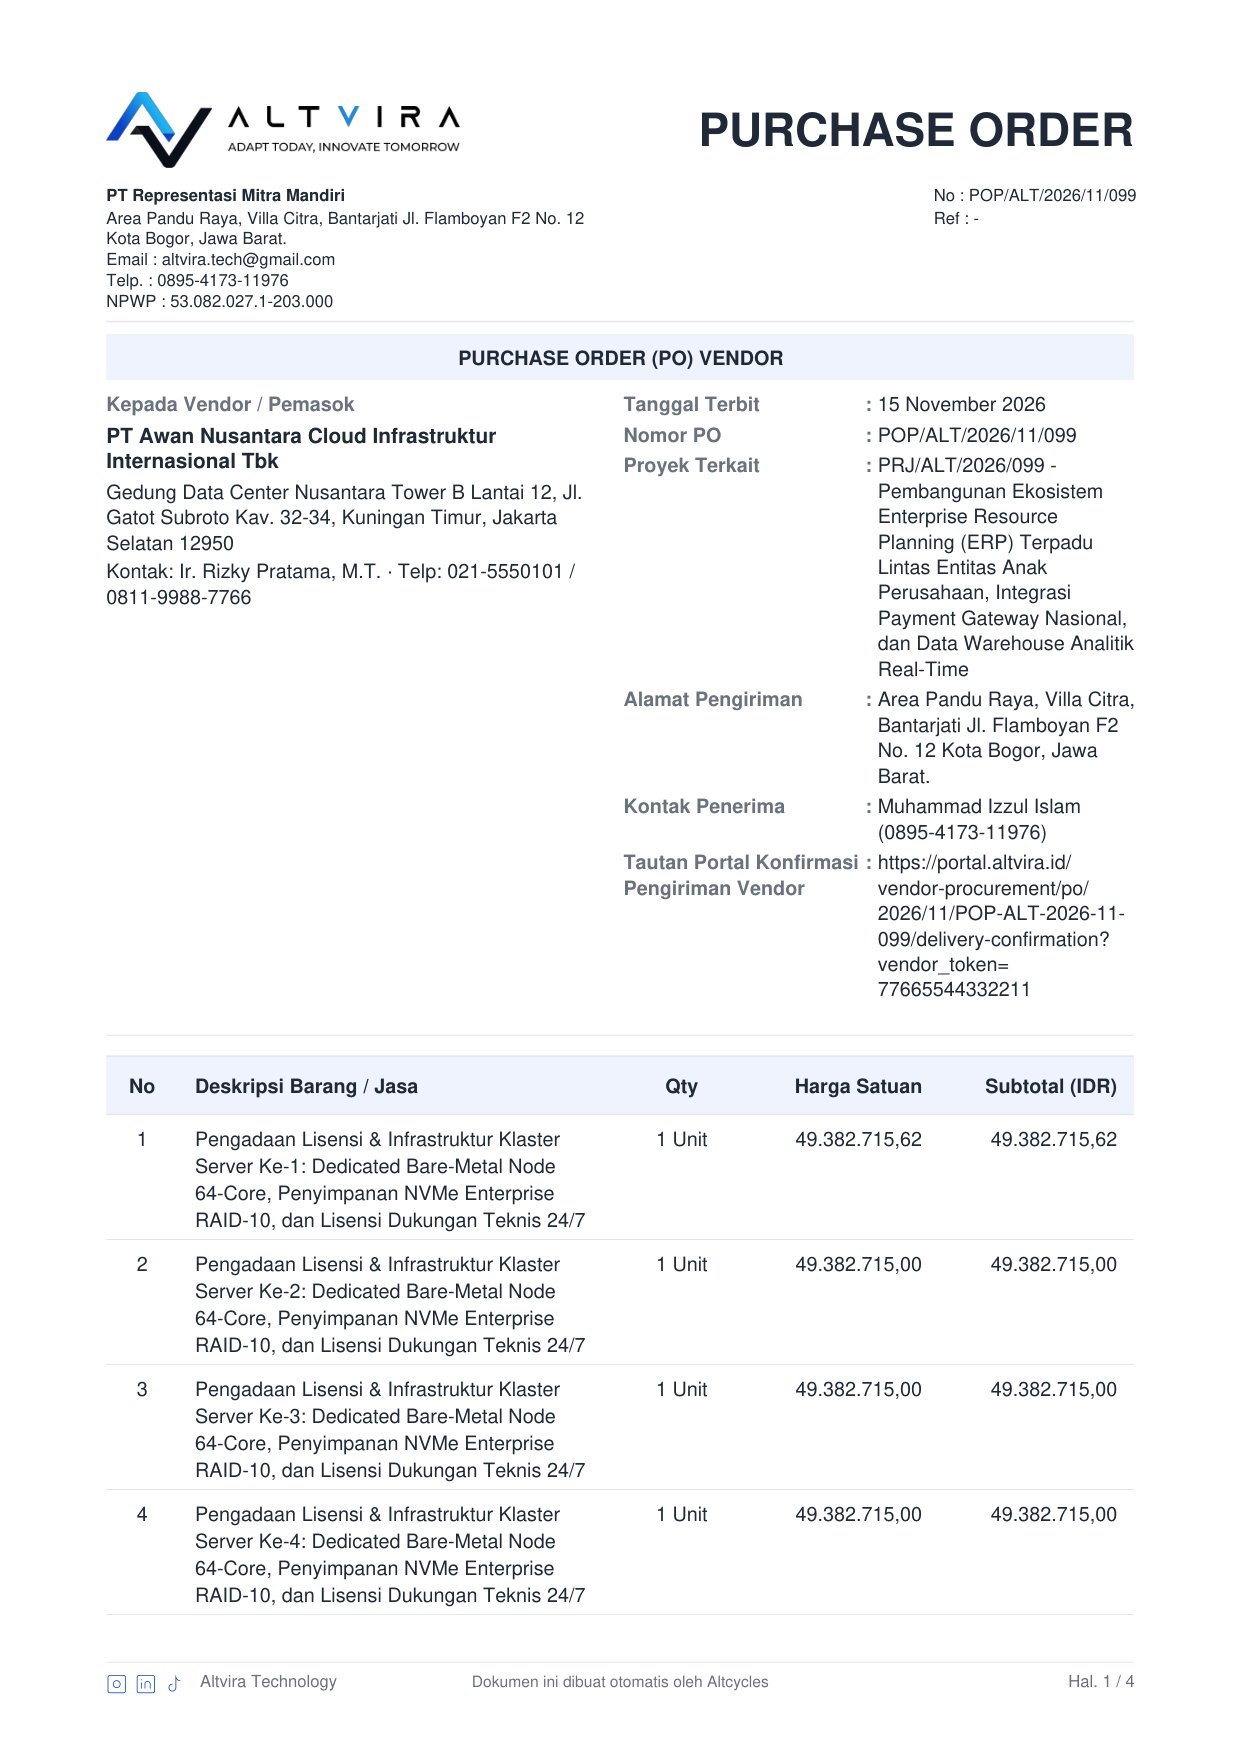 ALTVIRA
ADAPT TODAY, INNOVATE TOMORROW
PURCHASE ORDER
PT Representasi Mitra Mandiri
Area Pandu Raya, Villa Citra, Bantarjati Jl. Flamboyan F2 No. 12
Kota Bogor, Jawa Barat.
Email : altvira.tech@gmail.com
Telp. : 0895-4173-11976
NPWP : 53.082.027.1-203.000
No : POP/ALT/2026/11/099
Ref : -
PURCHASE ORDER (PO) VENDOR
Kepada Vendor / Pemasok
PT Awan Nusantara Cloud Infrastruktur
Internasional Tbk
Gedung Data Center Nusantara Tower B Lantai 12, Jl.
Gatot Subroto Kav. 32-34, Kuningan Timur, Jakarta
Selatan 12950
Kontak: Ir. Rizky Pratama, M.T. · Telp: 021-5550101 /
0811-9988-7766
Tanggal Terbit : 15 November 2026
Nomor PO : POP/ALT/2026/11/099
Proyek Terkait : PRJ/ALT/2026/099 -
Pembangunan Ekosistem
Enterprise Resource
Planning (ERP) Terpadu
Lintas Entitas Anak
Perusahaan, Integrasi
Payment Gateway Nasional,
dan Data Warehouse Analitik
Real-Time
Alamat Pengiriman : Area Pandu Raya, Villa Citra,
Bantarjati Jl. Flamboyan F2
No. 12 Kota Bogor, Jawa
Barat.
Kontak Penerima : Muhammad Izzul Islam
(0895-4173-11976)
Tautan Portal Konfirmasi : https://portal.altvira.id/
Pengiriman Vendor vendor-procurement/po/
2026/11/POP-ALT-2026-11-
099/delivery-confirmation?
vendor_token=
77665544332211
No Deskripsi Barang / Jasa Qty Harga Satuan Subtotal (IDR)
1 Pengadaan Lisensi & Infrastruktur Klaster 1 Unit 49.382.715,62 49.382.715,62
Server Ke-1: Dedicated Bare-Metal Node
64-Core, Penyimpanan NVMe Enterprise
RAID-10, dan Lisensi Dukungan Teknis 24/7
2 Pengadaan Lisensi & Infrastruktur Klaster 1 Unit 49.382.715,00 49.382.715,00
Server Ke-2: Dedicated Bare-Metal Node
64-Core, Penyimpanan NVMe Enterprise
RAID-10, dan Lisensi Dukungan Teknis 24/7
3 Pengadaan Lisensi & Infrastruktur Klaster 1 Unit 49.382.715,00 49.382.715,00
Server Ke-3: Dedicated Bare-Metal Node
64-Core, Penyimpanan NVMe Enterprise
RAID-10, dan Lisensi Dukungan Teknis 24/7
4 Pengadaan Lisensi & Infrastruktur Klaster 1 Unit 49.382.715,00 49.382.715,00
Server Ke-4: Dedicated Bare-Metal Node
64-Core, Penyimpanan NVMe Enterprise
RAID-10, dan Lisensi Dukungan Teknis 24/7
Altvira Technology Dokumen ini dibuat otomatis oleh Altcycles Hal. 1 / 4